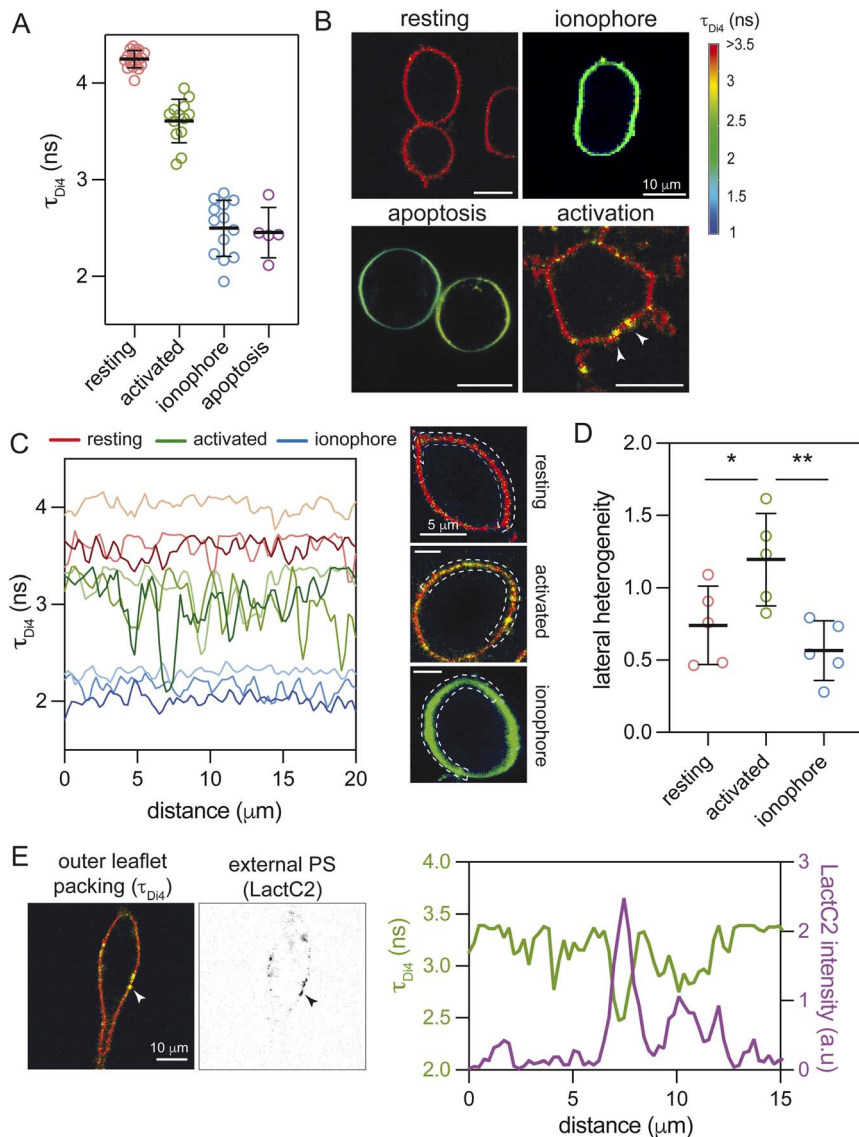 A
τDi4 (ns)
4
3
2
resting
activated
ionophore
apoptosis
B
resting
ionophore
10 μm
apoptosis
activation
τDi4 (ns)
>3.5
3
2.5
2
1.5
1
C
resting
activated
ionophore
τDi4 (ns)
4
3
2
0
5
10
15
20
distance (μm)
5 μm
resting
activated
ionophore
D
lateral heterogeneity
2.0
1.5
1.0
0.5
0.0
*
**
resting
activated
ionophore
E
outer leaflet
packing (τDi4)
10 μm
external PS
(LactC2)
τDi4 (ns)
4.0
3.5
3.0
2.5
2.0
3
2
1
0
LactC2 intensity (a.u)
0
5
10
15
distance (μm)